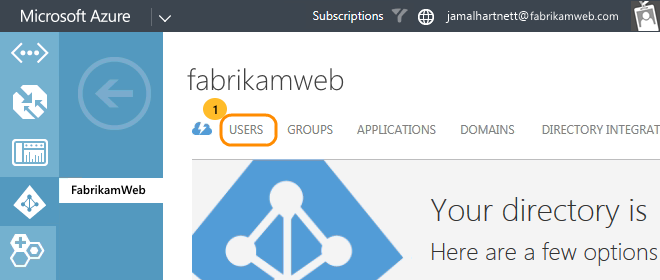 Microsoft Azure
Subscriptions
jamalhartnett@fabrikamweb.com
fabrikamweb
1
USERS GROUPS APPLICATIONS DOMAINS DIRECTORY INTEGRAT
FabrikamWeb
Your directory is
Here are a few options